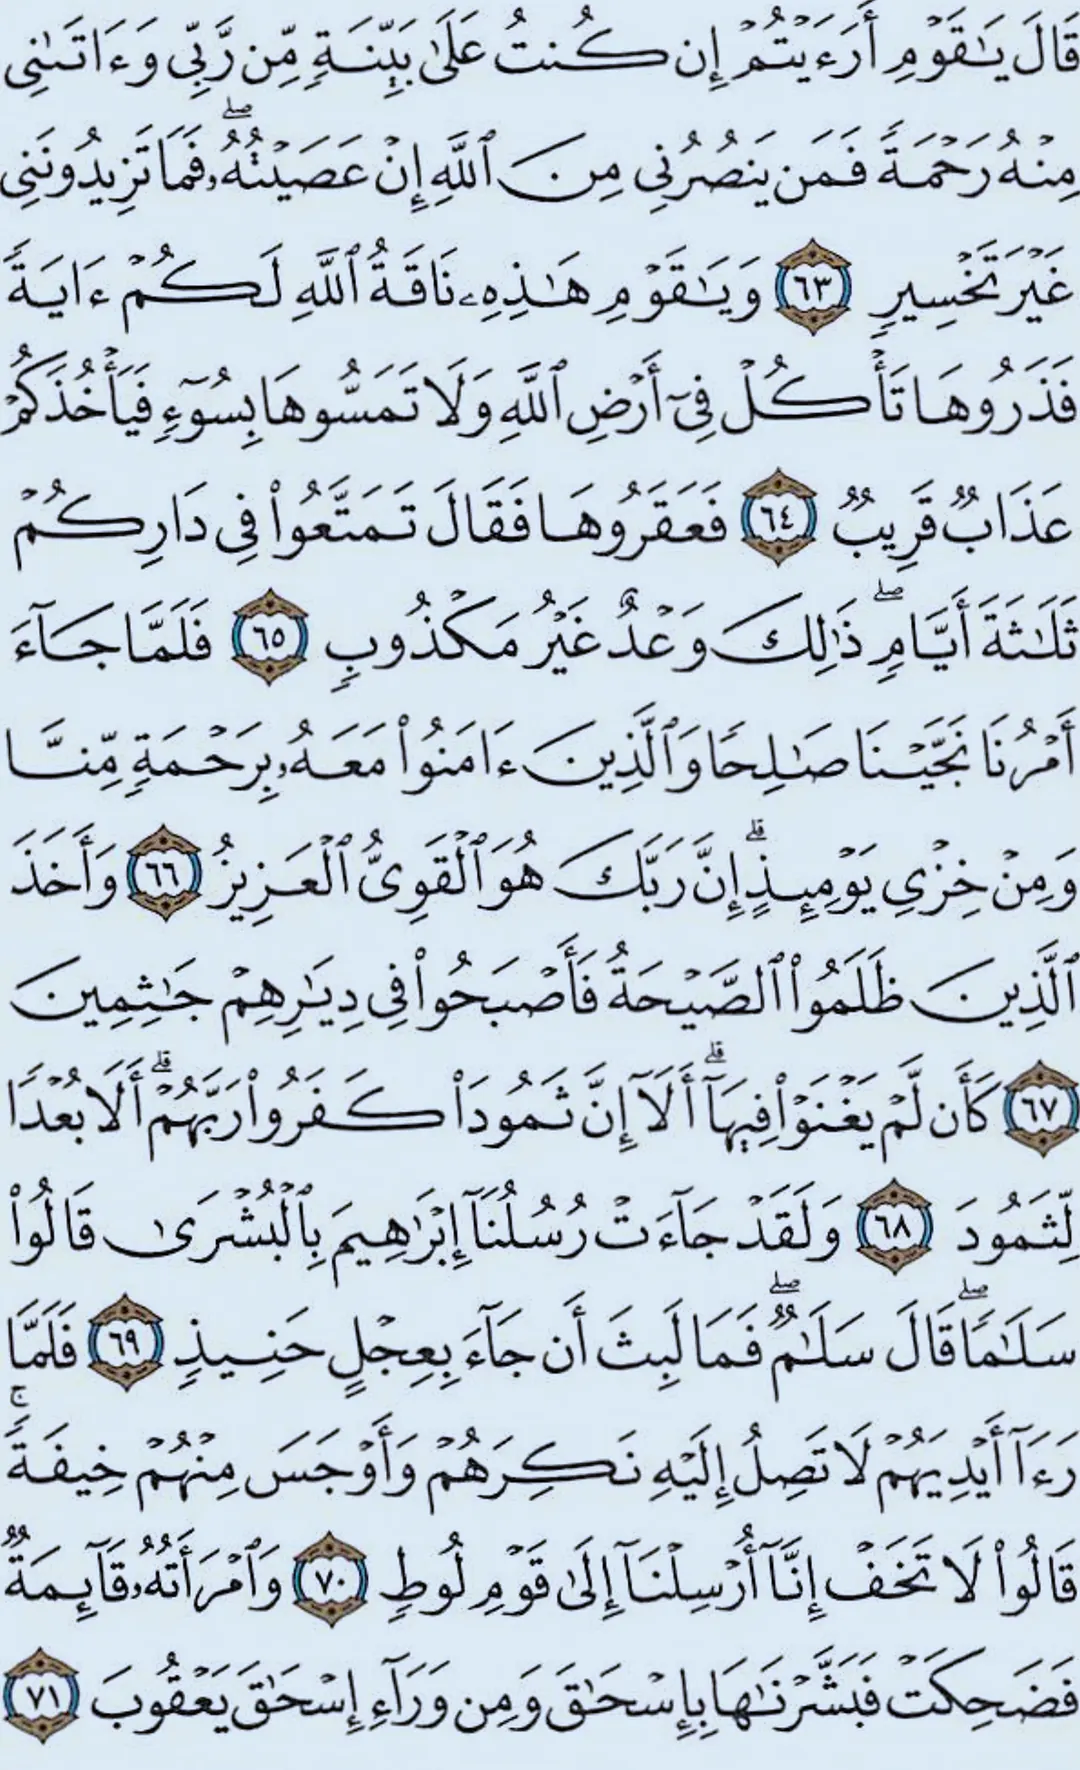 قَالَ يَـٰقَوْمِ أَرَءَيْتُمْ إِن كُنتُ عَلَىٰ بَيِّنَةٍ مِّن رَّبِّى وَءَاتَىٰنِى
مِنْهُ رَحْمَةً فَمَن يَنصُرُنِى مِنَ ٱللَّهِ إِنْ عَصَيْتُهُۥ ۖ فَمَا تَزِيدُونَنِى
غَيْرَ تَخْسِيرٍ ٦٣ وَيَـٰقَوْمِ هَـٰذِهِۦ نَاقَةُ ٱللَّهِ لَكُمْ ءَايَةً
فَذَرُوهَا تَأْكُلْ فِىٓ أَرْضِ ٱللَّهِ وَلَا تَمَسُّوهَا بِسُوٓءٍ فَيَأْخُذَكُمْ
عَذَابٌ قَرِيبٌ ٦٤ فَعَقَرُوهَا فَقَالَ تَمَتَّعُوا۟ فِى دَارِكُمْ
ثَلَـٰثَةَ أَيَّامٍ ۖ ذَٰلِكَ وَعْدٌ غَيْرُ مَكْذُوبٍ ٦٥ فَلَمَّا جَآءَ
أَمْرُنَا نَجَّيْنَا صَـٰلِحًا وَٱلَّذِينَ ءَامَنُوا۟ مَعَهُۥ بِرَحْمَةٍ مِّنَّا
وَمِنْ خِزْىِ يَوْمِئِذٍ ۗ إِنَّ رَبَّكَ هُوَ ٱلْقَوِىُّ ٱلْعَزِيزُ ٦٦ وَأَخَذَ
ٱلَّذِينَ ظَلَمُوا۟ ٱلصَّيْحَةُ فَأَصْبَحُوا۟ فِى دِيَـٰرِهِمْ جَـٰثِمِينَ
٦٧ كَأَن لَّمْ يَغْنَوْا۟ فِيهَآ ۗ أَلَآ إِنَّ ثَمُودَا۟ كَفَرُوا۟ رَبَّهُمْ ۗ أَلَا بُعْدًا
لِّثَمُودَ ٦٨ وَلَقَدْ جَآءَتْ رُسُلُنَآ إِبْرَٰهِيمَ بِٱلْبُشْرَىٰ قَالُوا۟
سَلَـٰمًا ۖ قَالَ سَلَـٰمٌ ۖ فَمَا لَبِثَ أَن جَآءَ بِعِجْلٍ حَنِيذٍ ٦٩ فَلَمَّا
رَءَآ أَيْدِيَهُمْ لَا تَصِلُ إِلَيْهِ نَكِرَهُمْ وَأَوْجَسَ مِنْهُمْ خِيفَةً ۚ
قَالُوا۟ لَا تَخَفْ إِنَّآ أُرْسِلْنَآ إِلَىٰ قَوْمِ لُوطٍ ٧٠ وَٱمْرَأَتُهُۥ قَآئِمَةٌ
فَضَحِكَتْ فَبَشَّرْنَـٰهَا بِإِسْحَـٰقَ وَمِن وَرَآءِ إِسْحَـٰقَ يَعْقُوبَ ٧١